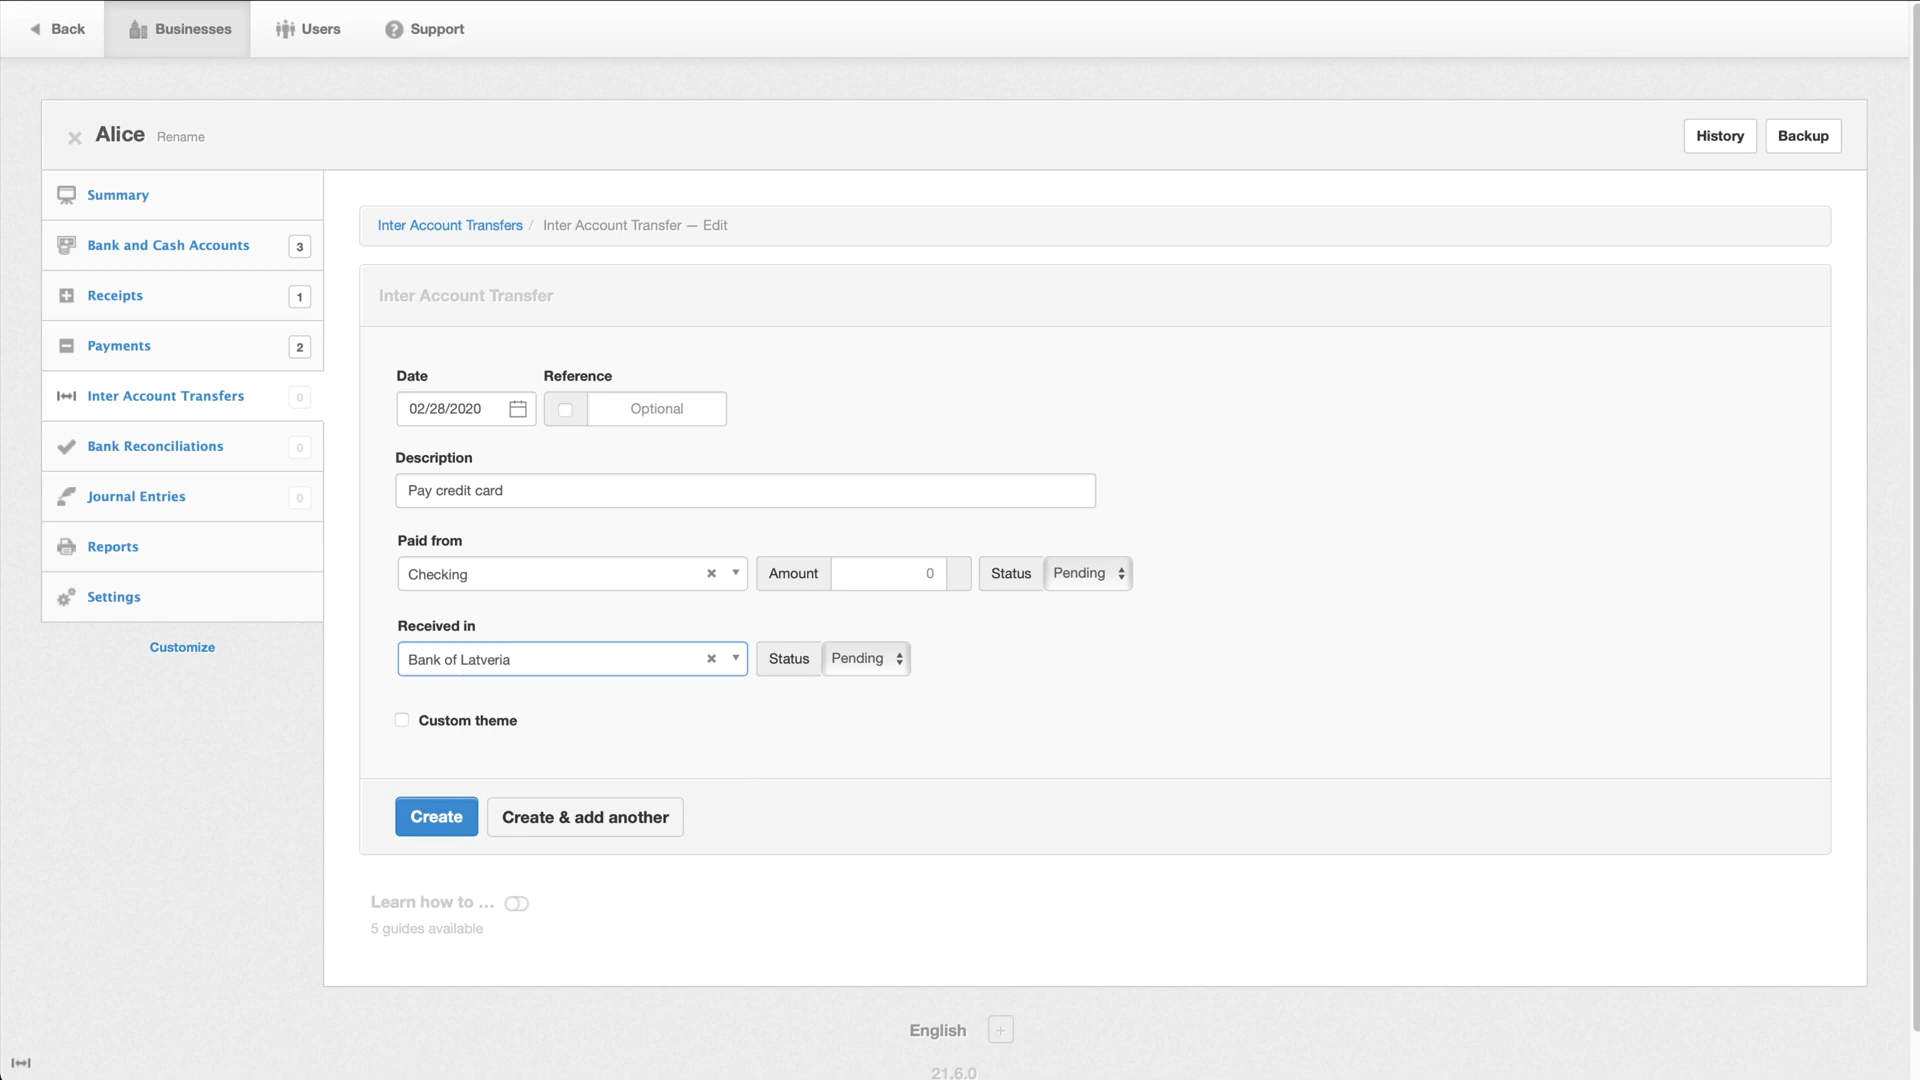 Back
Businesses
Users
Support
Alice Rename
History
Backup
Summary
Bank and Cash Accounts 3
Receipts 1
Payments 2
Inter Account Transfers 0
Bank Reconciliations 0
Journal Entries 0
Reports
Settings
Customize
Inter Account Transfers / Inter Account Transfer — Edit
Inter Account Transfer
Date Reference
02/28/2020 Optional
Description
Pay credit card
Paid from
Checking Amount 0 Status Pending
Received in
Bank of Latveria Status Pending
Custom theme
Create Create & add another
Learn how to ...
5 guides available
English +
21.6.0